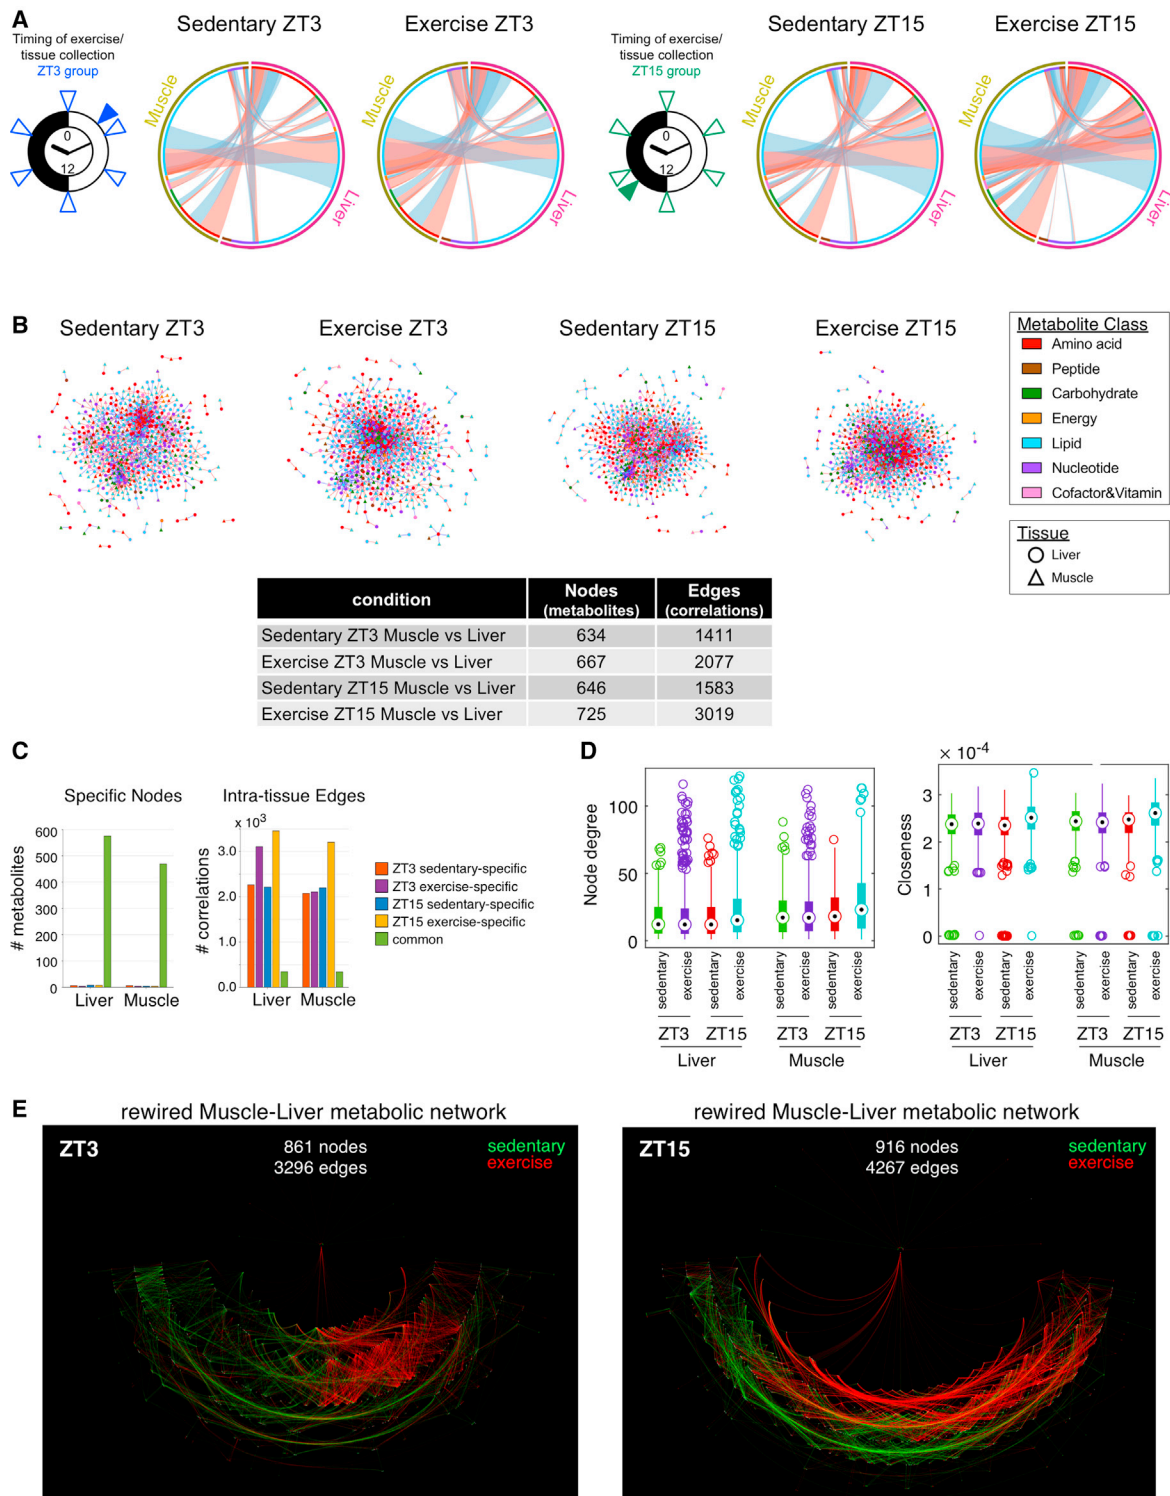 A
Timing of exercise/
tissue collection
ZT3 group
0
12
Sedentary ZT3
Muscle
Liver
Exercise ZT3
Muscle
Liver
Timing of exercise/
tissue collection
ZT15 group
0
12
Sedentary ZT15
Muscle
Liver
Exercise ZT15
Muscle
Liver
B
Sedentary ZT3
Exercise ZT3
Sedentary ZT15
Exercise ZT15
Metabolite Class
Amino acid
Peptide
Carbohydrate
Energy
Lipid
Nucleotide
Cofactor&Vitamin
Tissue
Liver
Muscle
condition Nodes (metabolites) Edges (correlations)
Sedentary ZT3 Muscle vs Liver 634 1411
Exercise ZT3 Muscle vs Liver 667 2077
Sedentary ZT15 Muscle vs Liver 646 1583
Exercise ZT15 Muscle vs Liver 725 3019
C
Specific Nodes
# metabolites
600
500
400
300
200
100
0
Liver Muscle
Intra-tissue Edges
x 10³
# correlations
3.0
2.0
1.0
0.0
Liver Muscle
ZT3 sedentary-specific
ZT3 exercise-specific
ZT15 sedentary-specific
ZT15 exercise-specific
common
D
Node degree
100
50
0
sedentary exercise sedentary exercise sedentary exercise sedentary exercise
ZT3 ZT15 ZT3 ZT15
Liver Muscle
× 10⁻⁴
Closeness
3
2
1
0
sedentary exercise sedentary exercise sedentary exercise sedentary exercise
ZT3 ZT15 ZT3 ZT15
Liver Muscle
E
rewired Muscle-Liver metabolic network
ZT3
861 nodes
3296 edges
sedentary
exercise
rewired Muscle-Liver metabolic network
ZT15
916 nodes
4267 edges
sedentary
exercise